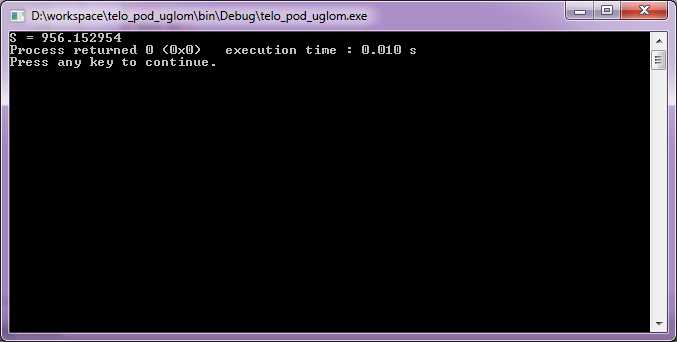 D:\workspace\telo_pod_uglom\bin\Debug\telo_pod_uglom.exe
S = 956.152954
Process returned 0 (0x0)   execution time : 0.010 s
Press any key to continue.